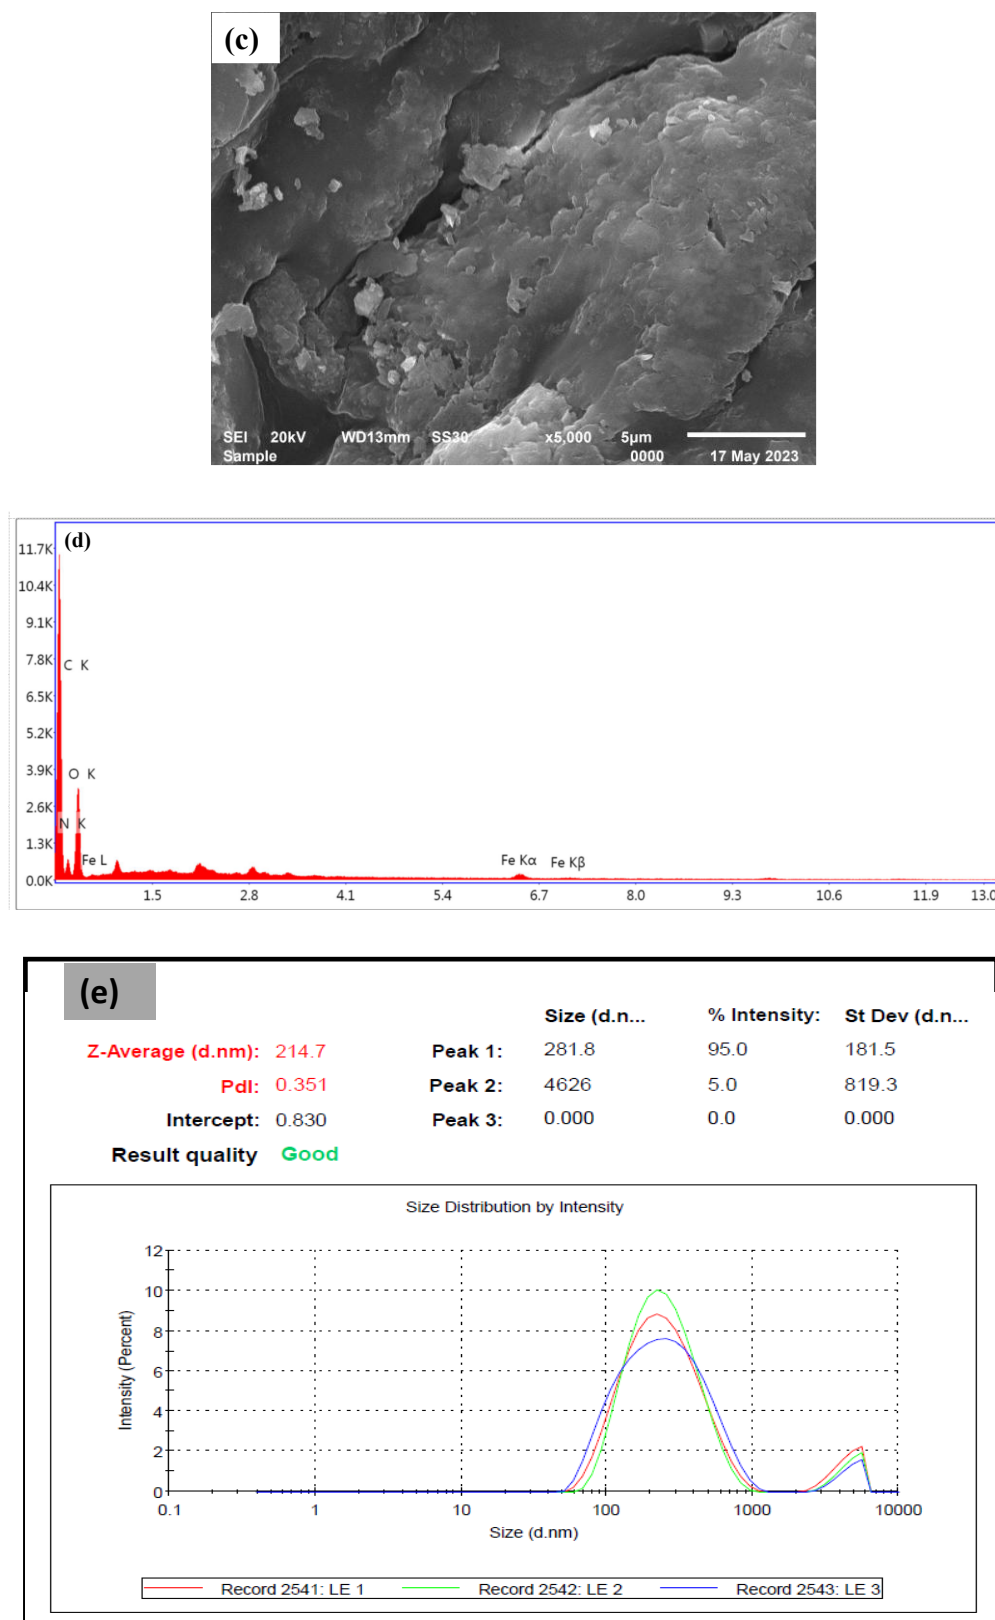 (c)
SEI 20kV WD13mm SS30 x5,000 5µm
Sample 0000 17 May 2023
(d)
11.7K
10.4K
9.1K
7.8K
C K
6.5K
5.2K
3.9K
O K
2.6K
N K
1.3K
Fe L
Fe Kα Fe Kβ
0.0K
1.5 2.8 4.1 5.4 6.7 8.0 9.3 10.6 11.9 13.0
(e)
Size (d.n... % Intensity: St Dev (d.n...
Z-Average (d.nm): 214.7 Peak 1: 281.8 95.0 181.5
PdI: 0.351 Peak 2: 4626 5.0 819.3
Intercept: 0.830 Peak 3: 0.000 0.0 0.000
Result quality Good
Size Distribution by Intensity
Intensity (Percent)
12
10
8
6
4
2
0
0.1 1 10 100 1000 10000
Size (d.nm)
Record 2541: LE 1 Record 2542: LE 2 Record 2543: LE 3